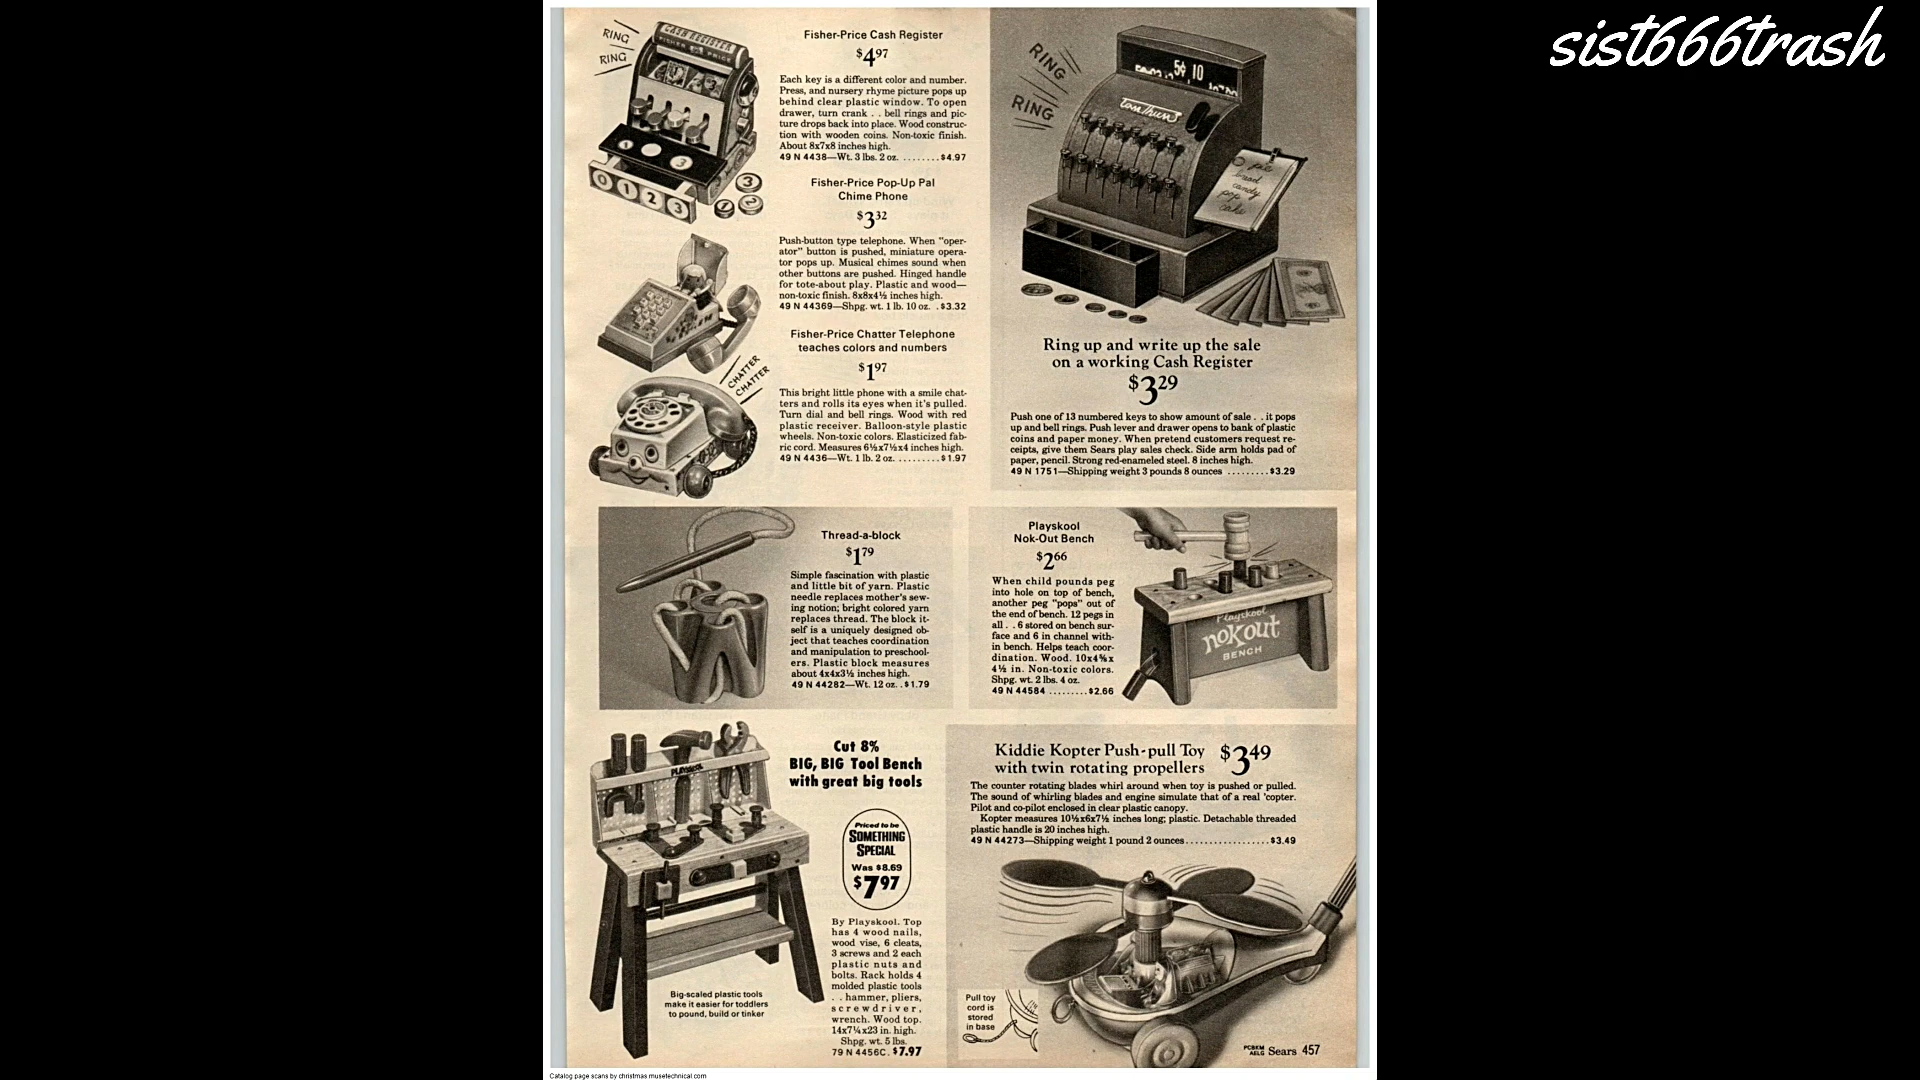 sist666trash
RING
RING
CASH REGISTER
FISHER PRICE
1
3
0 1 2 3
3
1
2
Fisher-Price Cash Register
$4.97
Each key is a different color and number.
Press, and nursery rhyme picture pops up
behind clear plastic window. To open
drawer, turn crank . . bell rings and pic-
ture drops back into place. Wood construc-
tion with wooden coins. Non-toxic finish.
About 8x7x8 inches high.
49 N 4438—Wt. 3 lbs. 2 oz. ........$4.97
Fisher-Price Pop-Up Pal
Chime Phone
$3.32
Push-button type telephone. When "oper-
ator" button is pushed, miniature opera-
tor pops up. Musical chimes sound when
other buttons are pushed. Hinged handle
for tote-about play. Plastic and wood—
non-toxic finish. 8x8x4½ inches high.
49 N 44369—Shpg. wt. 1 lb. 10 oz. .$3.32
CHATTER
CHATTER
Fisher-Price Chatter Telephone
teaches colors and numbers
$1.97
This bright little phone with a smile chat-
ters and rolls its eyes when it's pulled.
Turn dial and bell rings. Wood with red
plastic receiver. Balloon-style plastic
wheels. Non-toxic colors. Elasticized fab-
ric cord. Measures 6½x7½x4 inches high.
49 N 4436—Wt. 1 lb. 2 oz. .........$1.97
RING
RING
5¢ 10
Tom Thumb
bread
candy
pop
cake
Ring up and write up the sale
on a working Cash Register
$3.29
Push one of 13 numbered keys to show amount of sale . . it pops
up and bell rings. Push lever and drawer opens to bank of plastic
coins and paper money. When pretend customers request re-
ceipts, give them Sears play sales check. Side arm holds pad of
paper, pencil. Strong red-enameled steel. 8 inches high.
49 N 1751—Shipping weight 3 pounds 8 ounces .........$3.29
Thread-a-block
$1.79
Simple fascination with plastic
and little bit of yarn. Plastic
needle replaces mother's sew-
ing notion; bright colored yarn
replaces thread. The block it-
self is a uniquely designed ob-
ject that teaches coordination
and manipulation to preschool-
ers. Plastic block measures
about 4x4x3½ inches high.
49 N 44282—Wt. 12 oz. .$1.79
Playskool
Nok-Out Bench
$2.66
When child pounds peg
into hole on top of bench,
another peg "pops" out of
the end of bench. 12 pegs in
all . . 6 stored on bench sur-
face and 6 in channel with-
in bench. Helps teach coor-
dination. Wood. 10x4⅝x
4½ in. Non-toxic colors.
Shpg. wt. 2 lbs. 4 oz.
49 N 44584 .........$2.66
Playskool
nok out
BENCH
PLAYSKOOL
Cut 8%
BIG, BIG Tool Bench
with great big tools
Priced to be
SOMETHING
SPECIAL
Was $8.69
$7.97
By Playskool. Top
has 4 wood nails,
wood vise, 6 cleats,
3 screws and 2 each
plastic nuts and
bolts. Rack holds 4
molded plastic tools
. . hammer, pliers,
screwdriver,
wrench. Wood top.
14x7¼x23 in. high.
Shpg. wt. 5 lbs.
79 N 4456C. $7.97
Big-scaled plastic tools
make it easier for toddlers
to pound, build or tinker
Kiddie Kopter Push-pull Toy $3.49
with twin rotating propellers
The counter rotating blades whirl around when toy is pushed or pulled.
The sound of whirling blades and engine simulate that of a real 'copter.
Pilot and co-pilot enclosed in clear plastic canopy.
Kopter measures 10½x6x7½ inches long; plastic. Detachable threaded
plastic handle is 20 inches high.
49 N 44273—Shipping weight 1 pound 2 ounces..................$3.49
Pull toy
cord is
stored
in base
PCBKM
AELG Sears 457
Catalog page scans by christmas.musetechnical.com